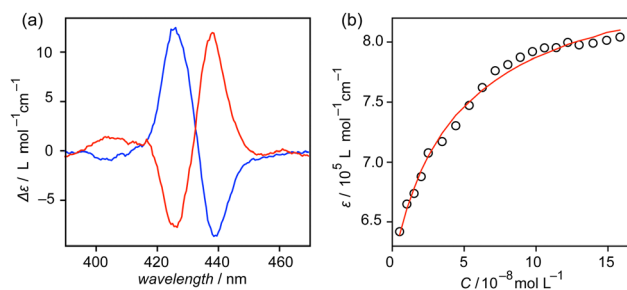 (a)
Δε / L mol⁻¹cm⁻¹
10
5
0
−5
400 420 440 460
wavelength / nm
(b)
ε / 10⁵ L mol⁻¹cm⁻¹
8.0
7.5
7.0
6.5
0 5 10 15
C / 10⁻⁸ mol L⁻¹